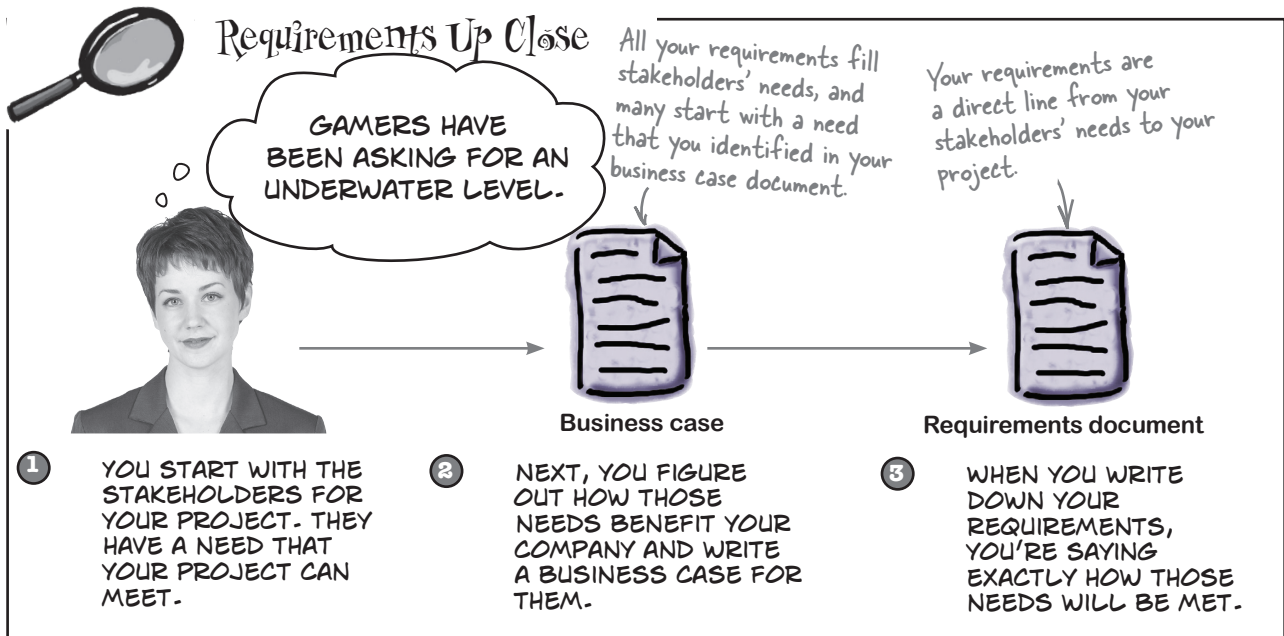 Requirements Up Close
GAMERS HAVE
BEEN ASKING FOR AN
UNDERWATER LEVEL.
All your requirements fill
stakeholders' needs, and
many start with a need
that you identified in your
business case document.
Your requirements are
a direct line from your
stakeholders' needs to your
project.
Business case
Requirements document
1
YOU START WITH THE
STAKEHOLDERS FOR
YOUR PROJECT. THEY
HAVE A NEED THAT
YOUR PROJECT CAN
MEET.
2
NEXT, YOU FIGURE
OUT HOW THOSE
NEEDS BENEFIT YOUR
COMPANY AND WRITE
A BUSINESS CASE FOR
THEM.
3
WHEN YOU WRITE
DOWN YOUR
REQUIREMENTS,
YOU'RE SAYING
EXACTLY HOW THOSE
NEEDS WILL BE MET.